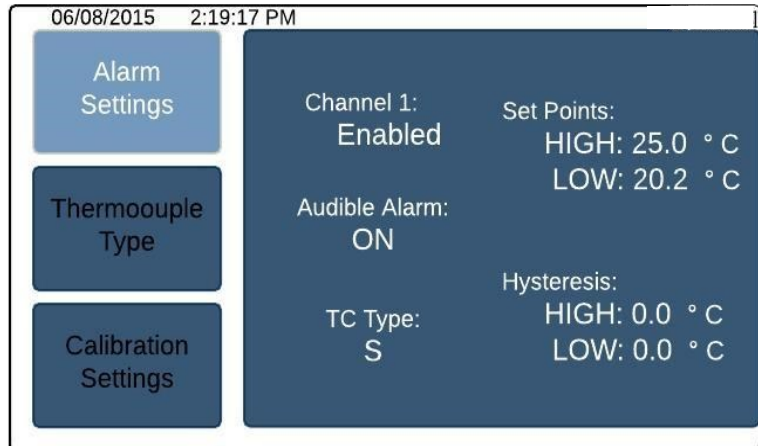 06/08/2015 2:19:17 PM
Alarm
Settings
Thermoouple
Type
Calibration
Settings
Channel 1:
Enabled
Audible Alarm:
ON
TC Type:
S
Set Points:
HIGH: 25.0 ° C
LOW: 20.2 ° C
Hysteresis:
HIGH: 0.0 ° C
LOW: 0.0 ° C